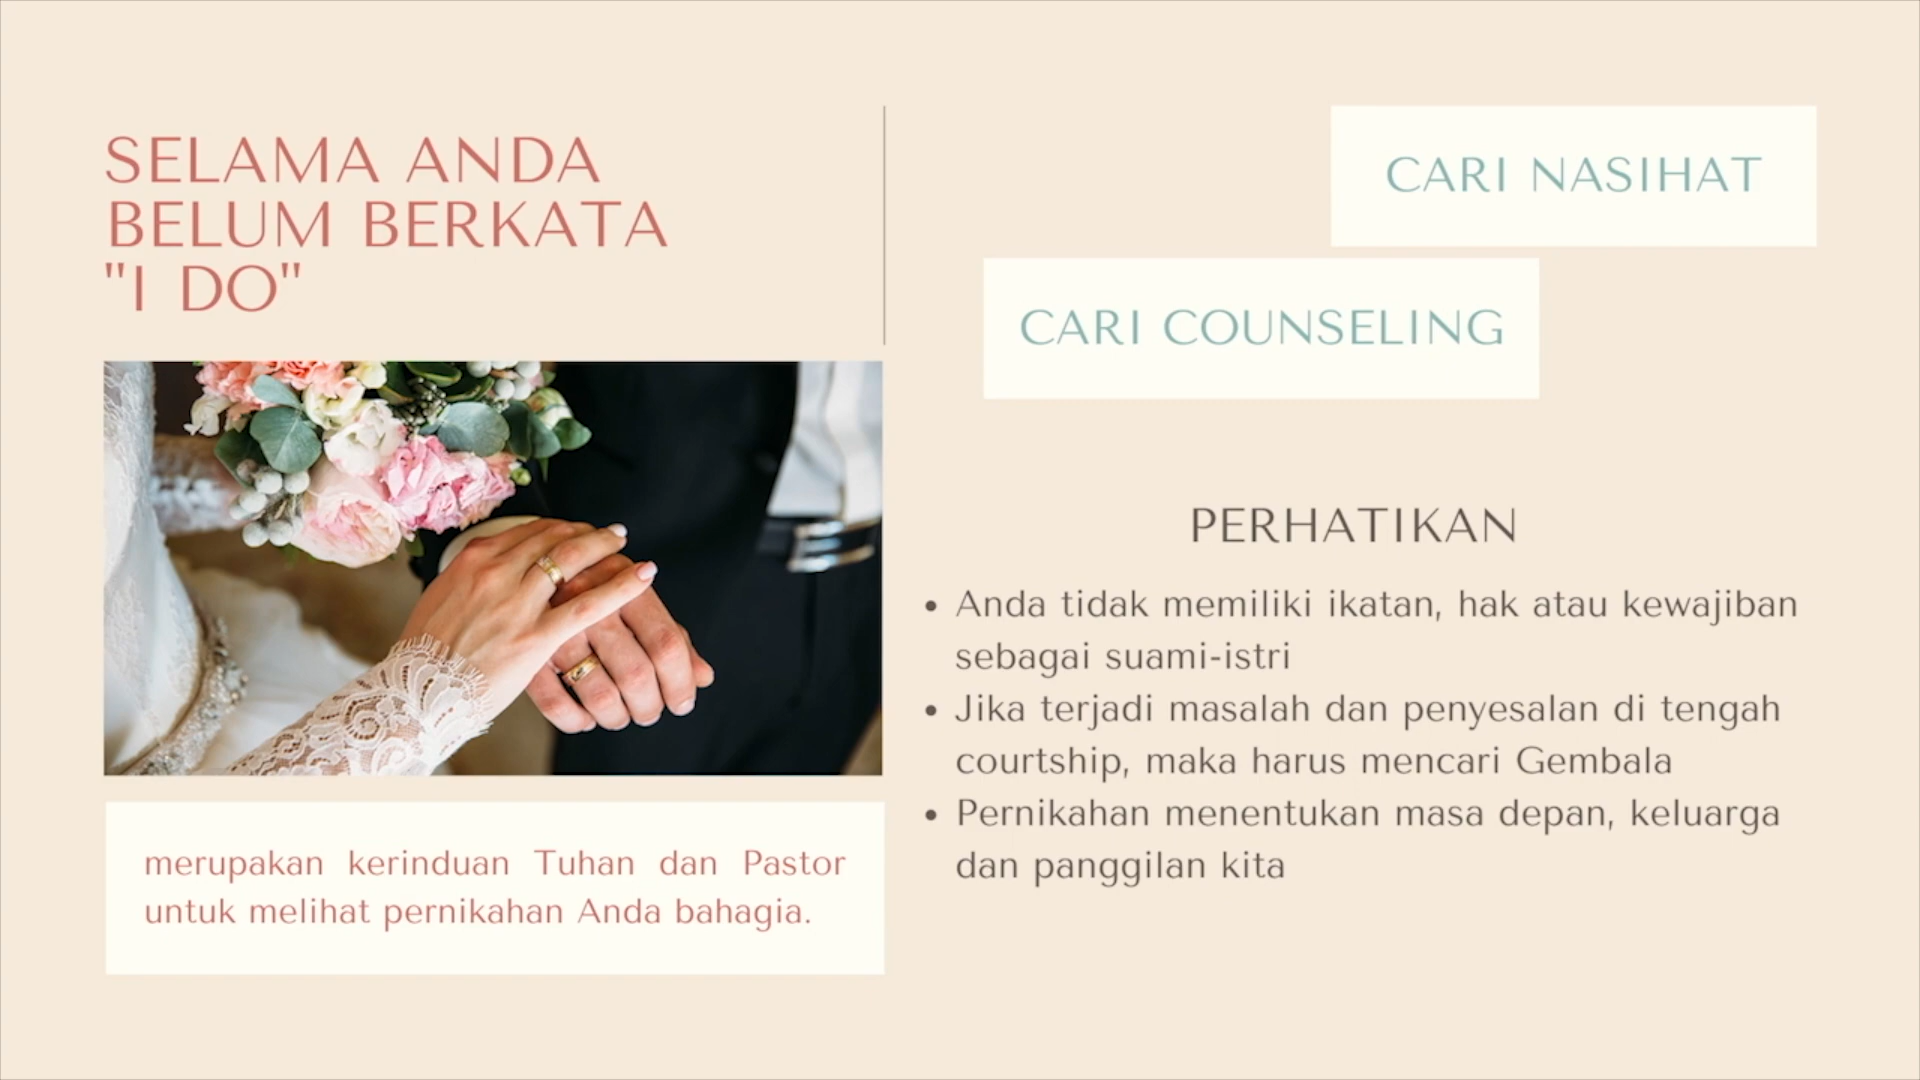 SELAMA ANDA
BELUM BERKATA
"I DO"
merupakan kerinduan Tuhan dan Pastor
untuk melihat pernikahan Anda bahagia.
CARI NASIHAT
CARI COUNSELING
PERHATIKAN
• Anda tidak memiliki ikatan, hak atau kewajiban
sebagai suami-istri
• Jika terjadi masalah dan penyesalan di tengah
courtship, maka harus mencari Gembala
• Pernikahan menentukan masa depan, keluarga
dan panggilan kita